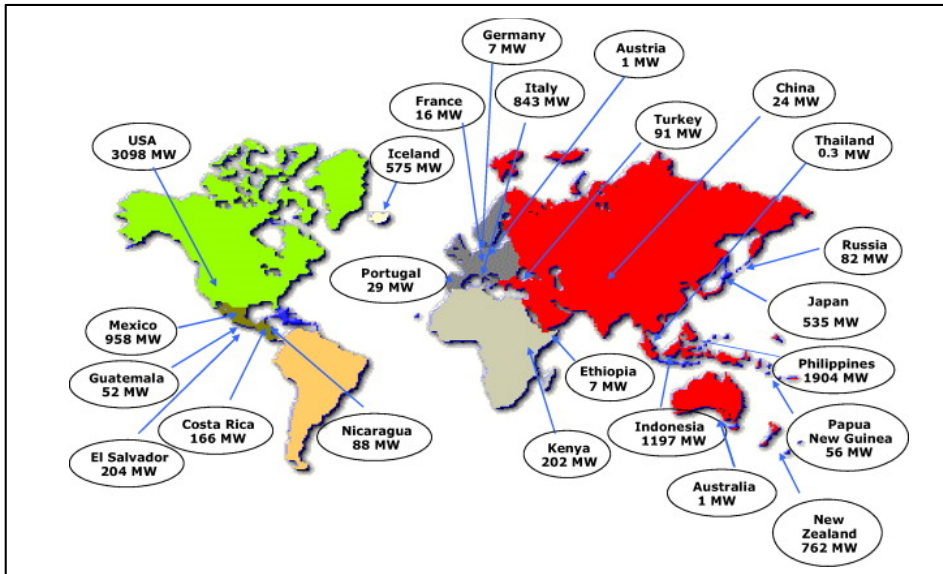 Germany
7 MW
Austria
1 MW
Italy
843 MW
China
24 MW
France
16 MW
Turkey
91 MW
Thailand
0.3 MW
USA
3098 MW
Iceland
575 MW
Russia
82 MW
Portugal
29 MW
Japan
535 MW
Mexico
958 MW
Philippines
1904 MW
Guatemala
52 MW
Ethiopia
7 MW
Costa Rica
166 MW
Nicaragua
88 MW
Indonesia
1197 MW
Papua
New Guinea
56 MW
El Salvador
204 MW
Kenya
202 MW
Australia
1 MW
New
Zealand
762 MW